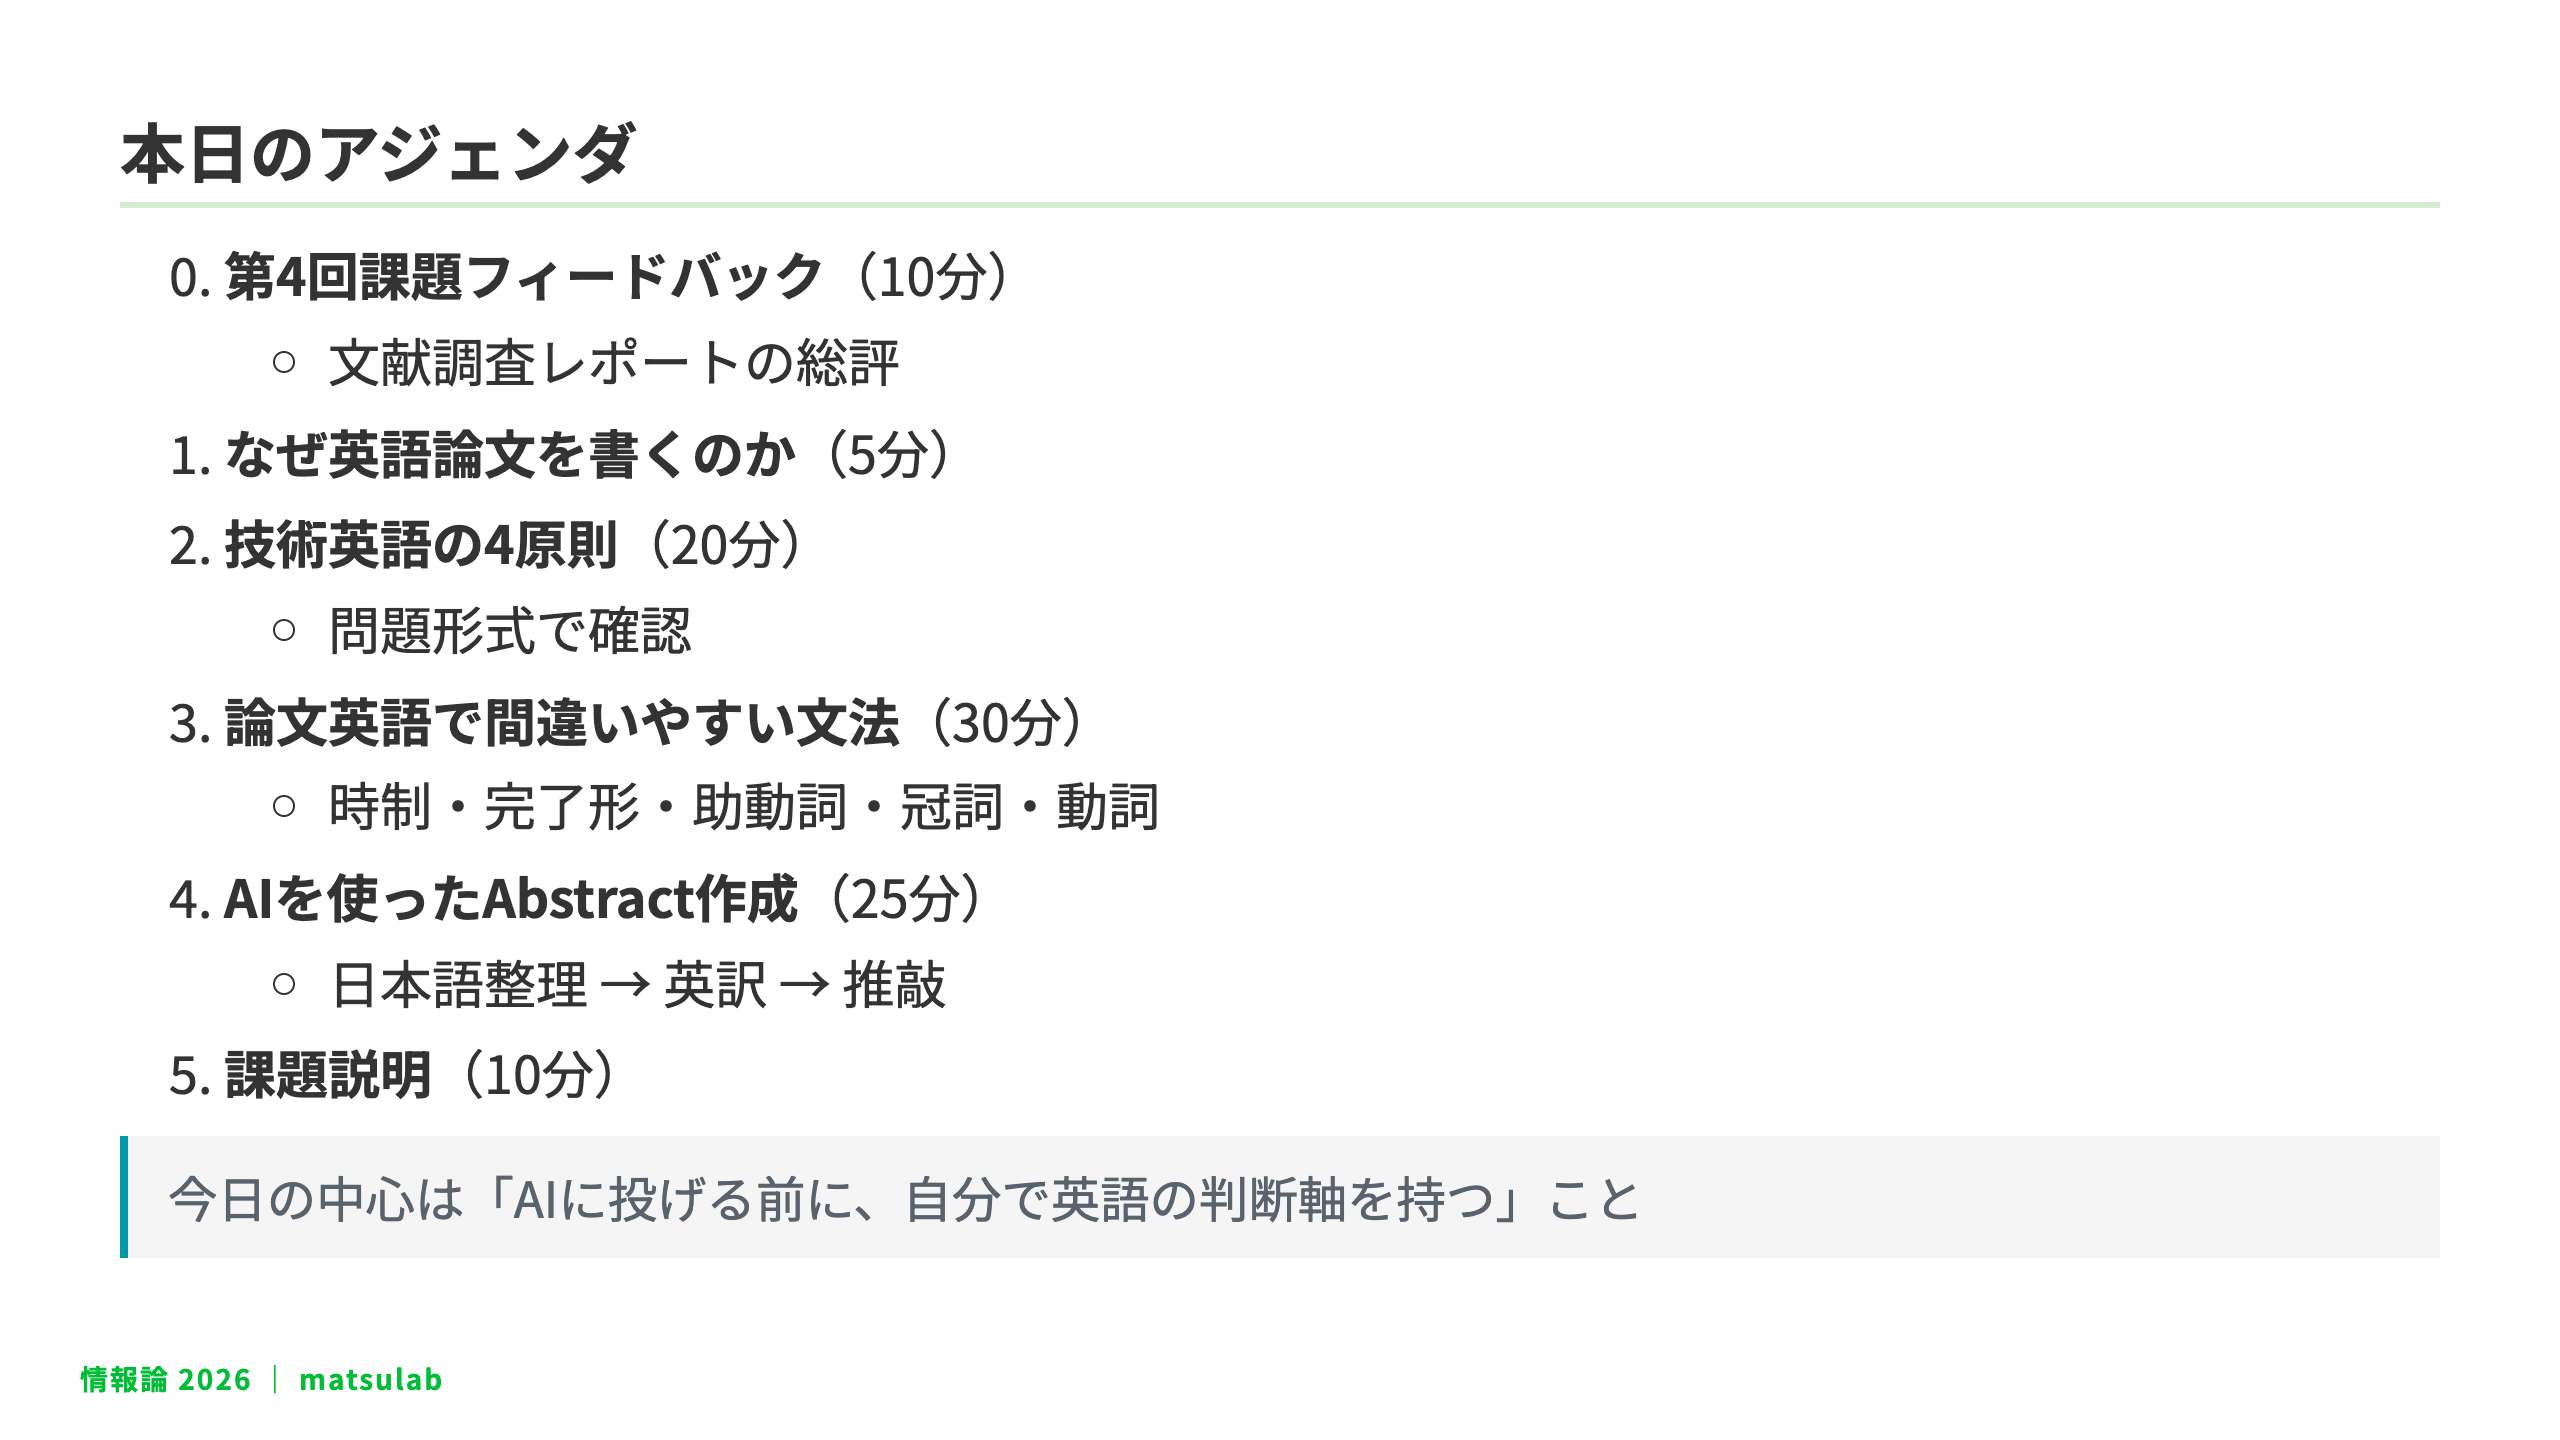 本日のアジェンダ
0. 第4回課題フィードバック（10分）
○ 文献調査レポートの総評
1. なぜ英語論文を書くのか（5分）
2. 技術英語の4原則（20分）
○ 問題形式で確認
3. 論文英語で間違いやすい文法（30分）
○ 時制・完了形・助動詞・冠詞・動詞
4. AIを使ったAbstract作成（25分）
○ 日本語整理 → 英訳 → 推敲
5. 課題説明（10分）
今日の中心は「AIに投げる前に、自分で英語の判断軸を持つ」こと
情報論 2026 ｜ matsulab